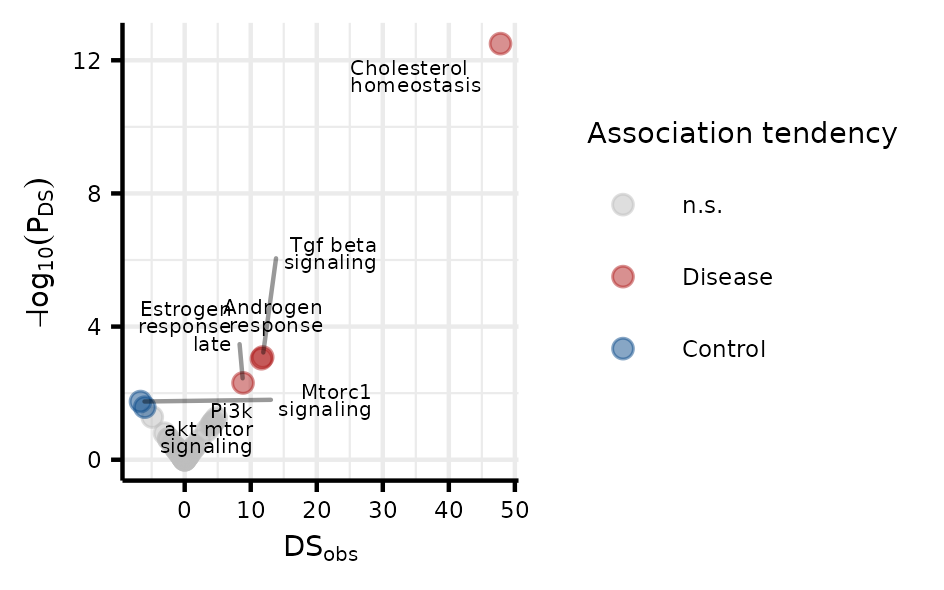 12
8
4
0
−log10(PDS)
Cholesterol
homeostasis
Tgf beta
signaling
Estrogen
response
late
Androgen
response
Mtorc1
signaling
Pi3k
akt mtor
signaling
0 10 20 30 40 50
DSobs
Association tendency
n.s.
Disease
Control